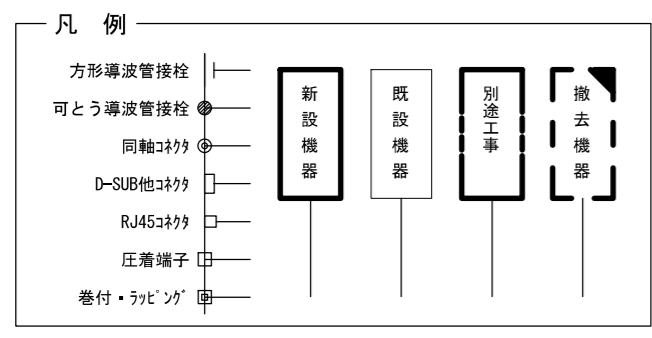 凡 例
方形導波管接栓
可とう導波管接栓
同軸ｺﾈｸﾀ
D-SUB他ｺﾈｸﾀ
RJ45ｺﾈｸﾀ
圧着端子
巻付・ﾗｯﾋﾟﾝｸﾞ
新設機器
既設機器
別途工事
撤去機器